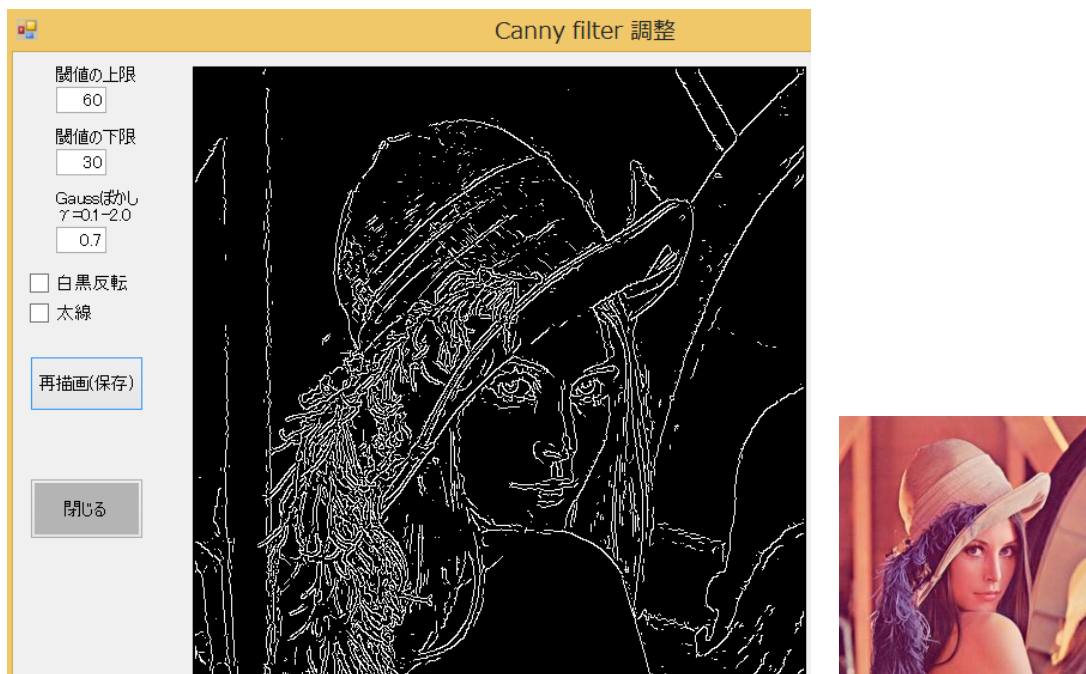 Canny filter 調整
閾値の上限
60
閾値の下限
30
Gaussぼかし
γ=0.1-2.0
0.7
白黒反転
太線
再描画(保存)
閉じる